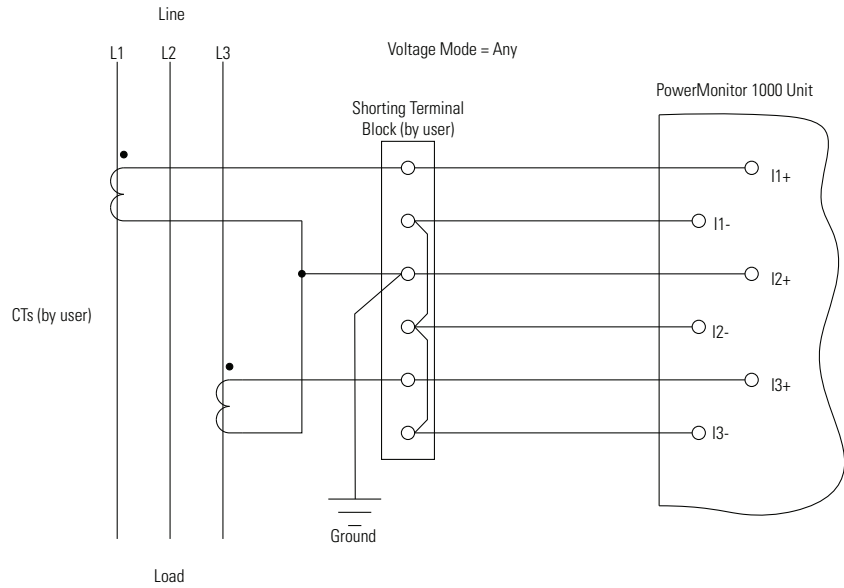 Line
L1
L2
L3
Voltage Mode = Any
PowerMonitor 1000 Unit
Shorting Terminal
Block (by user)
I1+
I1-
I2+
CTs (by user)
I2-
I3+
I3-
Ground
Load